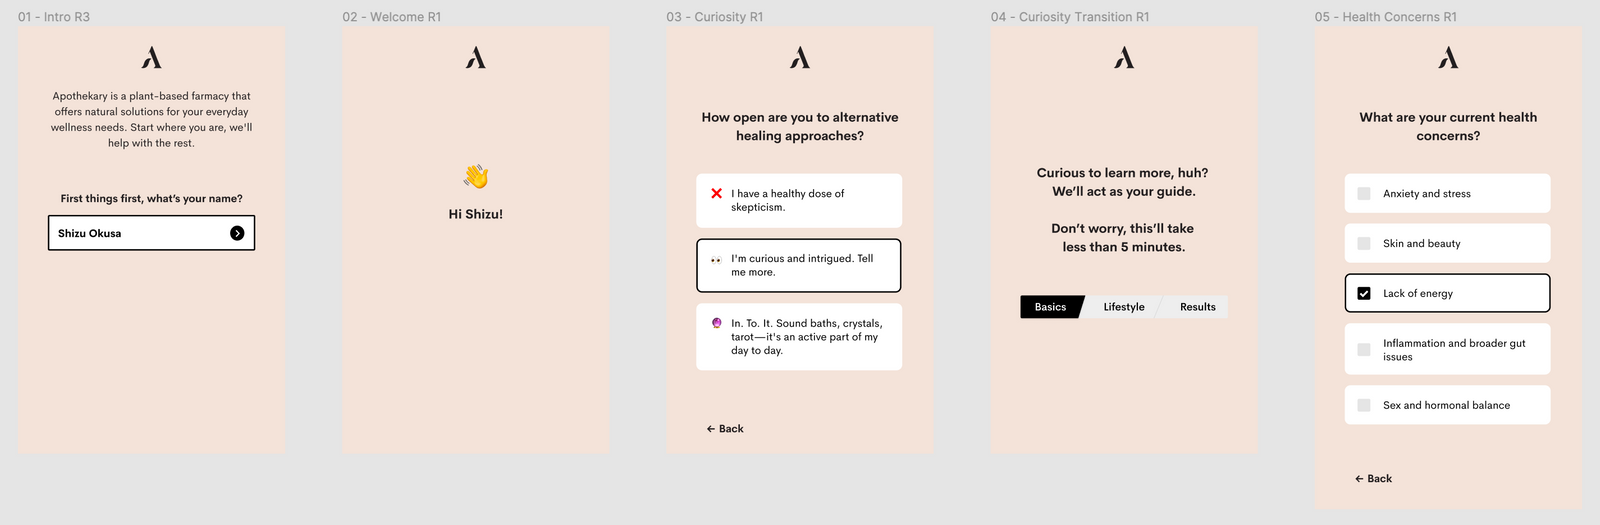 01 - Intro R3
Apothekary is a plant-based farmacy that
offers natural solutions for your everyday
wellness needs. Start where you are, we'll
help with the rest.
First things first, what's your name?
Shizu Okusa
02 - Welcome R1
Hi Shizu!
03 - Curiosity R1
How open are you to alternative
healing approaches?
I have a healthy dose of
skepticism.
I'm curious and intrigued. Tell
me more.
In. To. It. Sound baths, crystals,
tarot—it's an active part of my
day to day.
← Back
04 - Curiosity Transition R1
Curious to learn more, huh?
We'll act as your guide.
Don't worry, this'll take
less than 5 minutes.
Basics Lifestyle Results
05 - Health Concerns R1
What are your current health
concerns?
Anxiety and stress
Skin and beauty
Lack of energy
Inflammation and broader gut
issues
Sex and hormonal balance
← Back